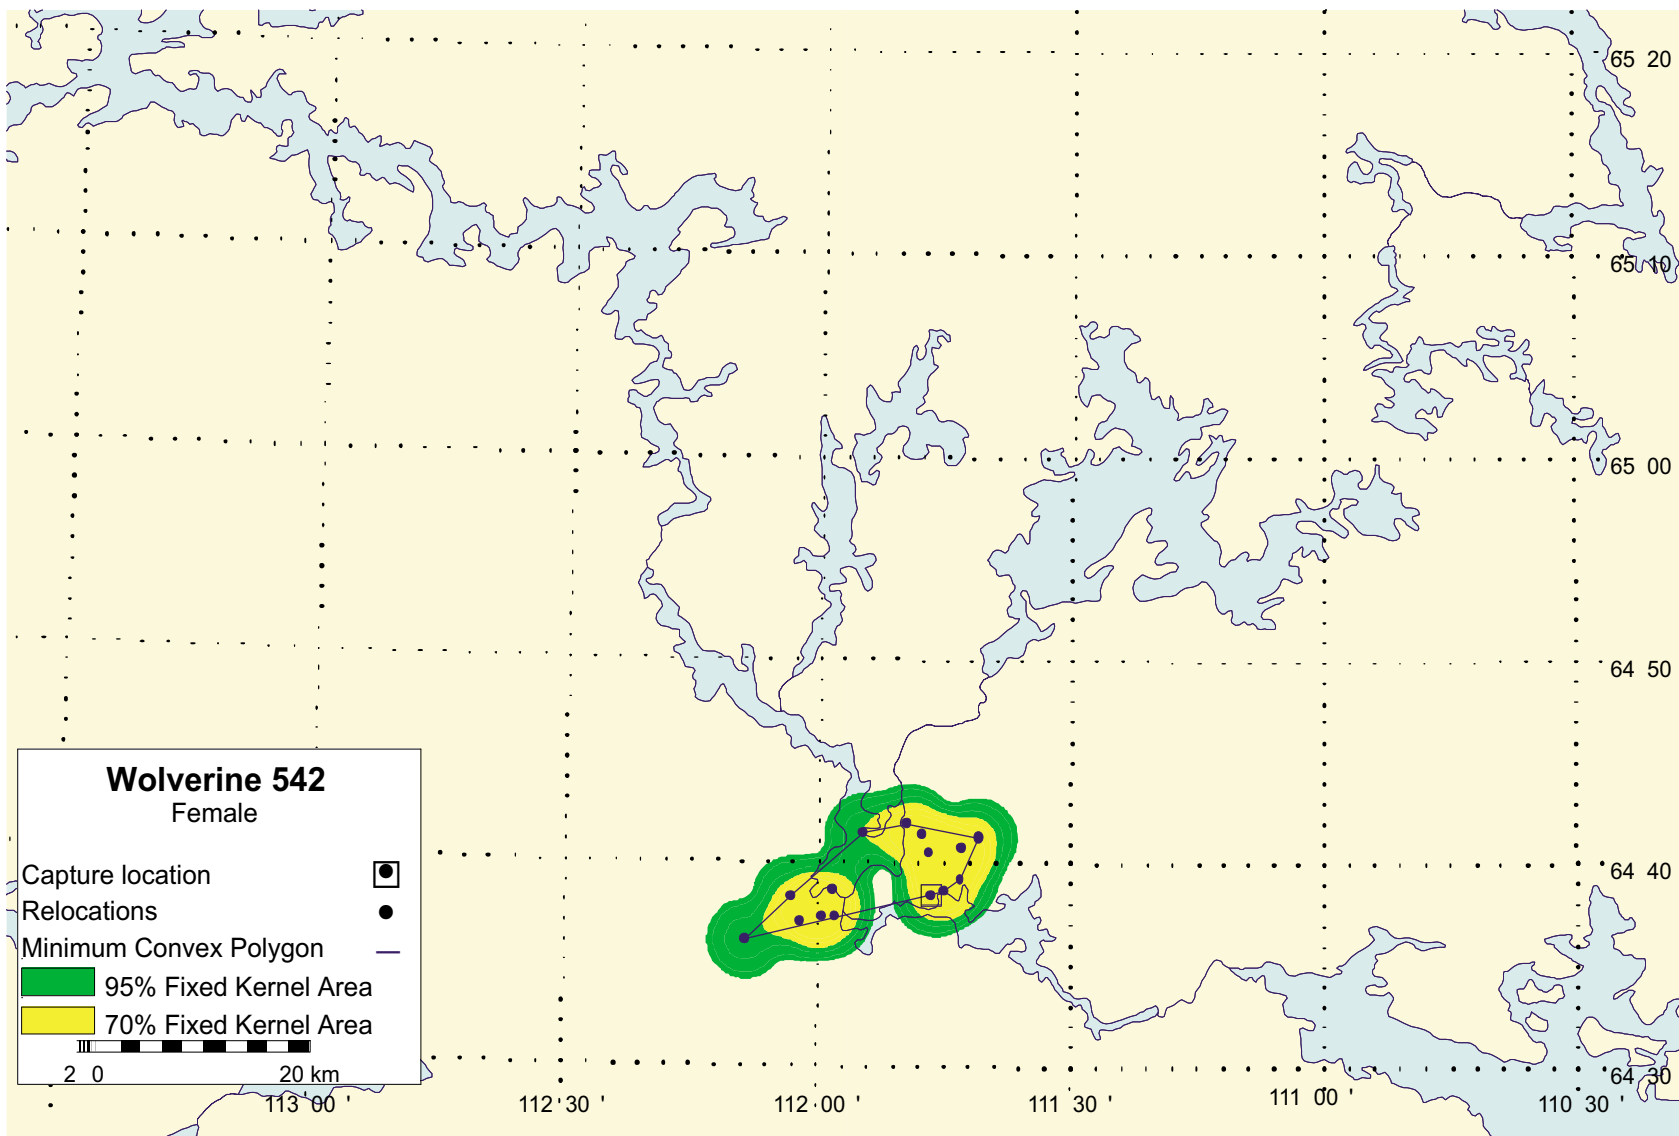 65 20
65 10
65 00
64 50
64 40
64 30
Wolverine 542
Female
Capture location
Relocations
Minimum Convex Polygon
95% Fixed Kernel Area
70% Fixed Kernel Area
2 0 20 km
113 00 ' 112 30 ' 112 00 ' 111 30 ' 111 00 ' 110 30 '